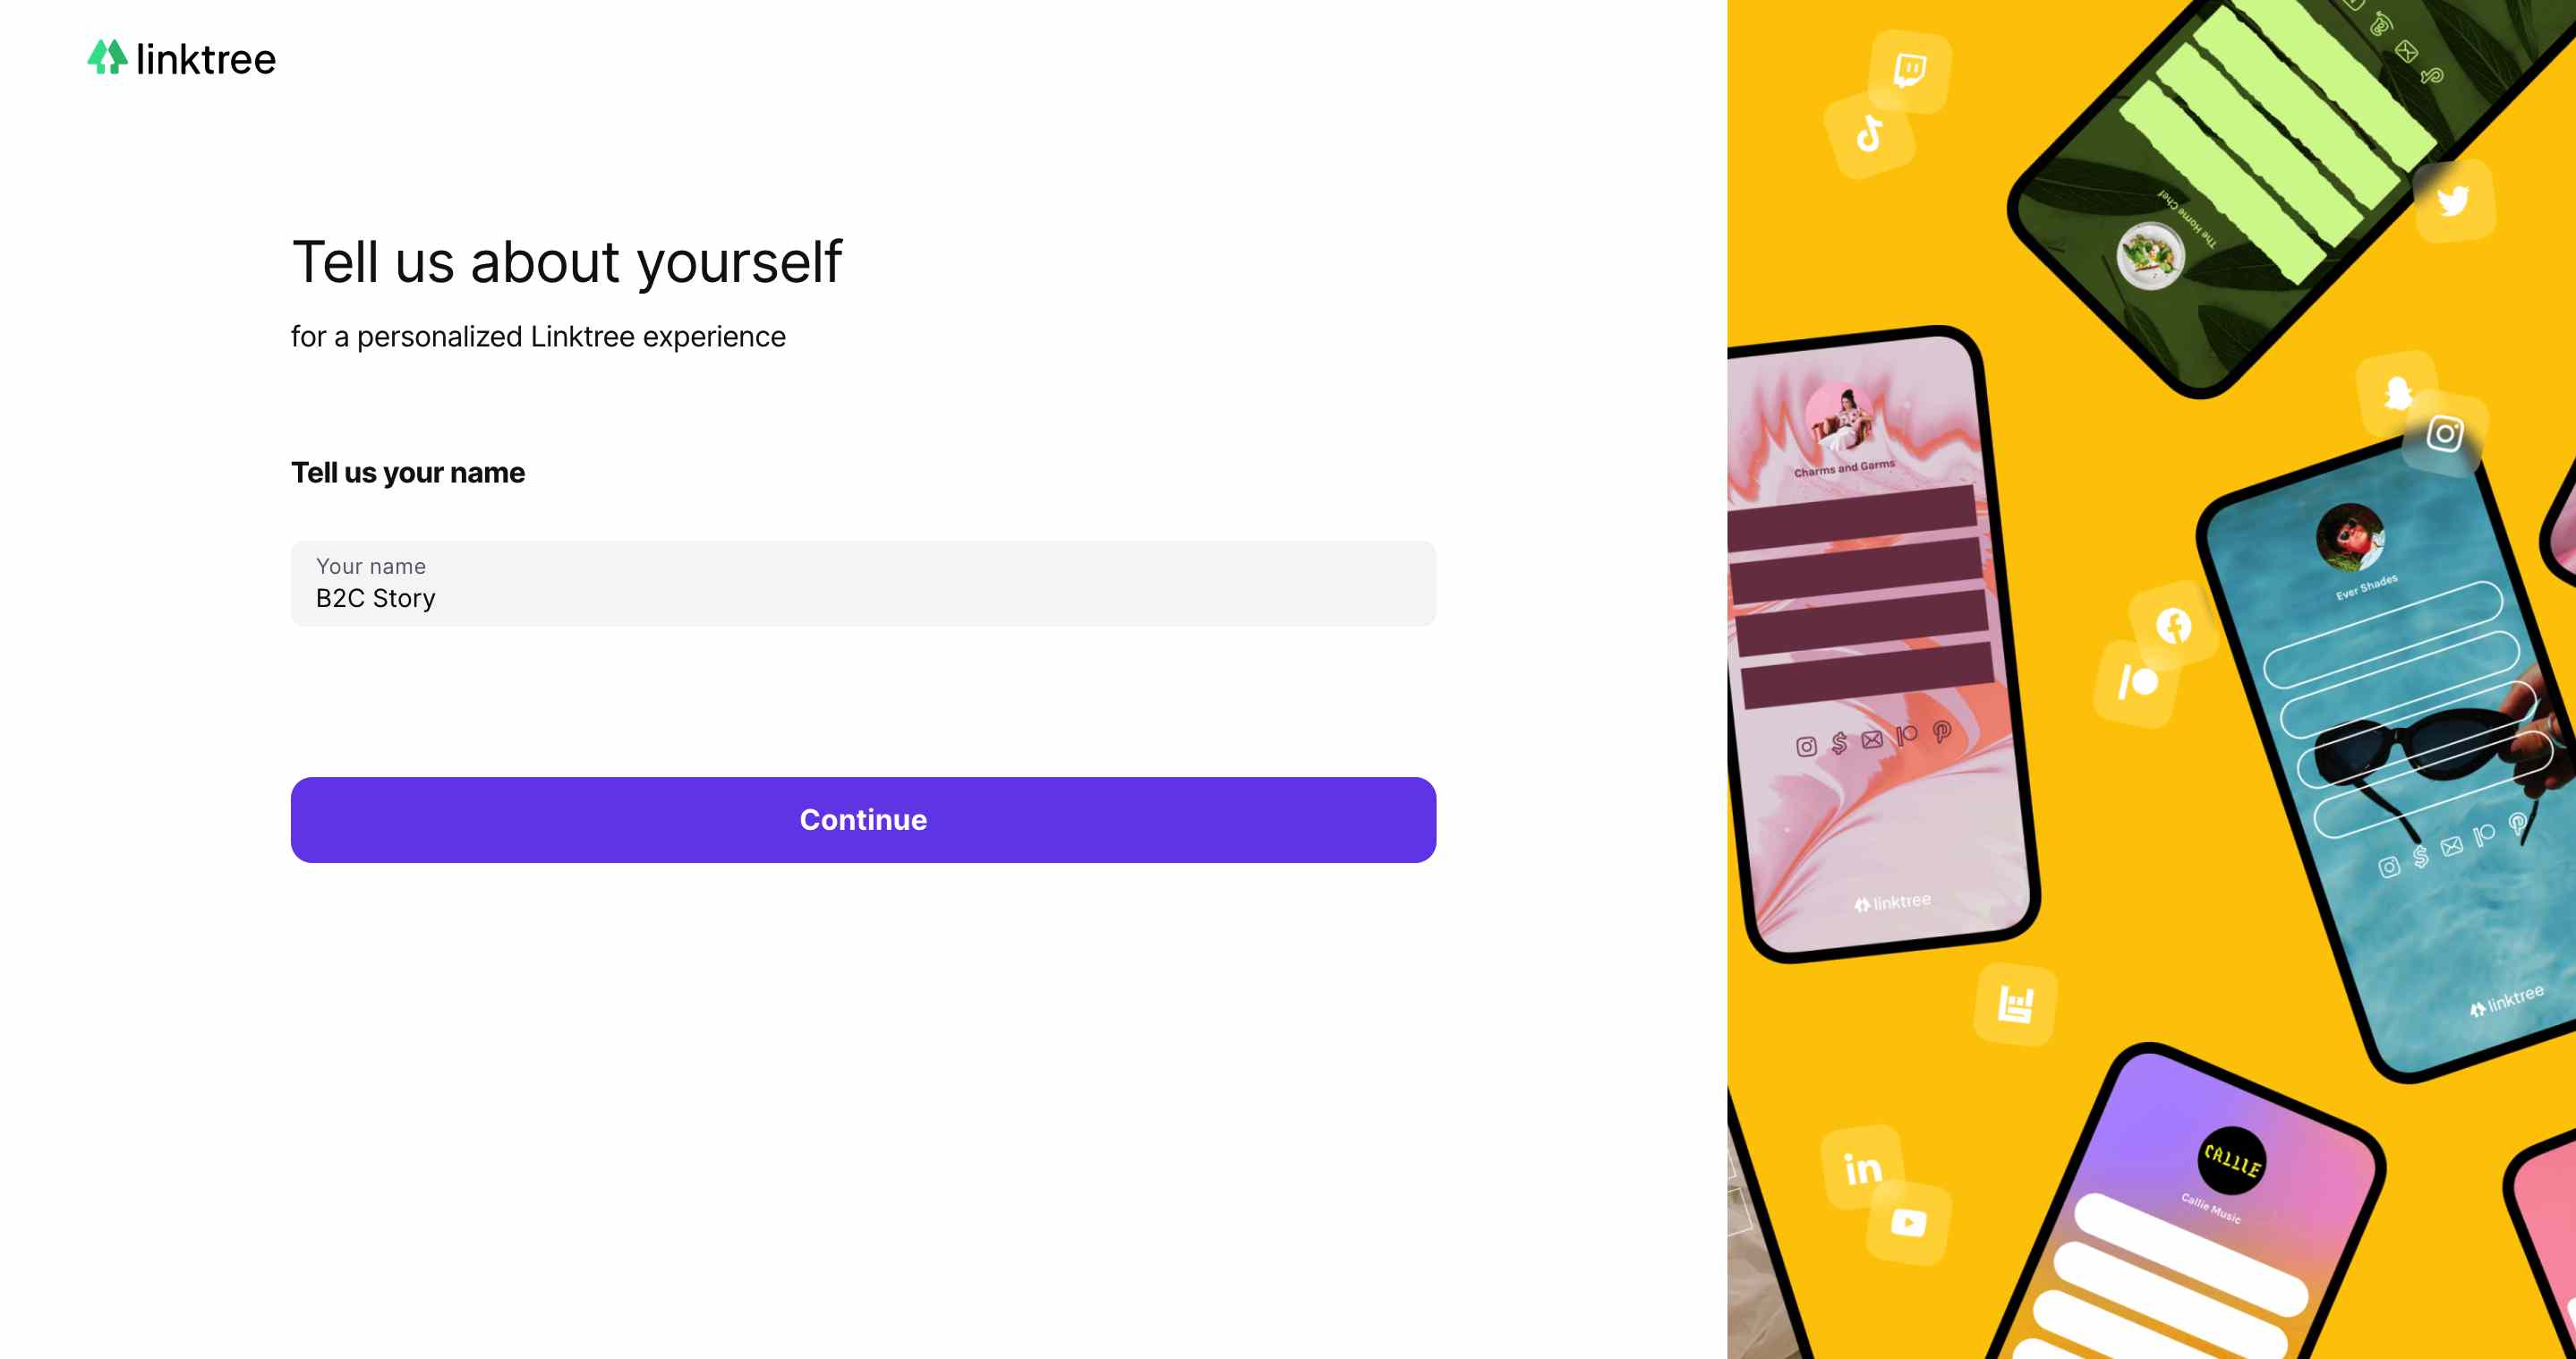 linktree
Tell us about yourself
for a personalized Linktree experience
Tell us your name
Your name
B2C Story
Continue
The Home Chef
Charms and Garms
linktree
Ever Shades
linktree
CALLIE
Callie Music